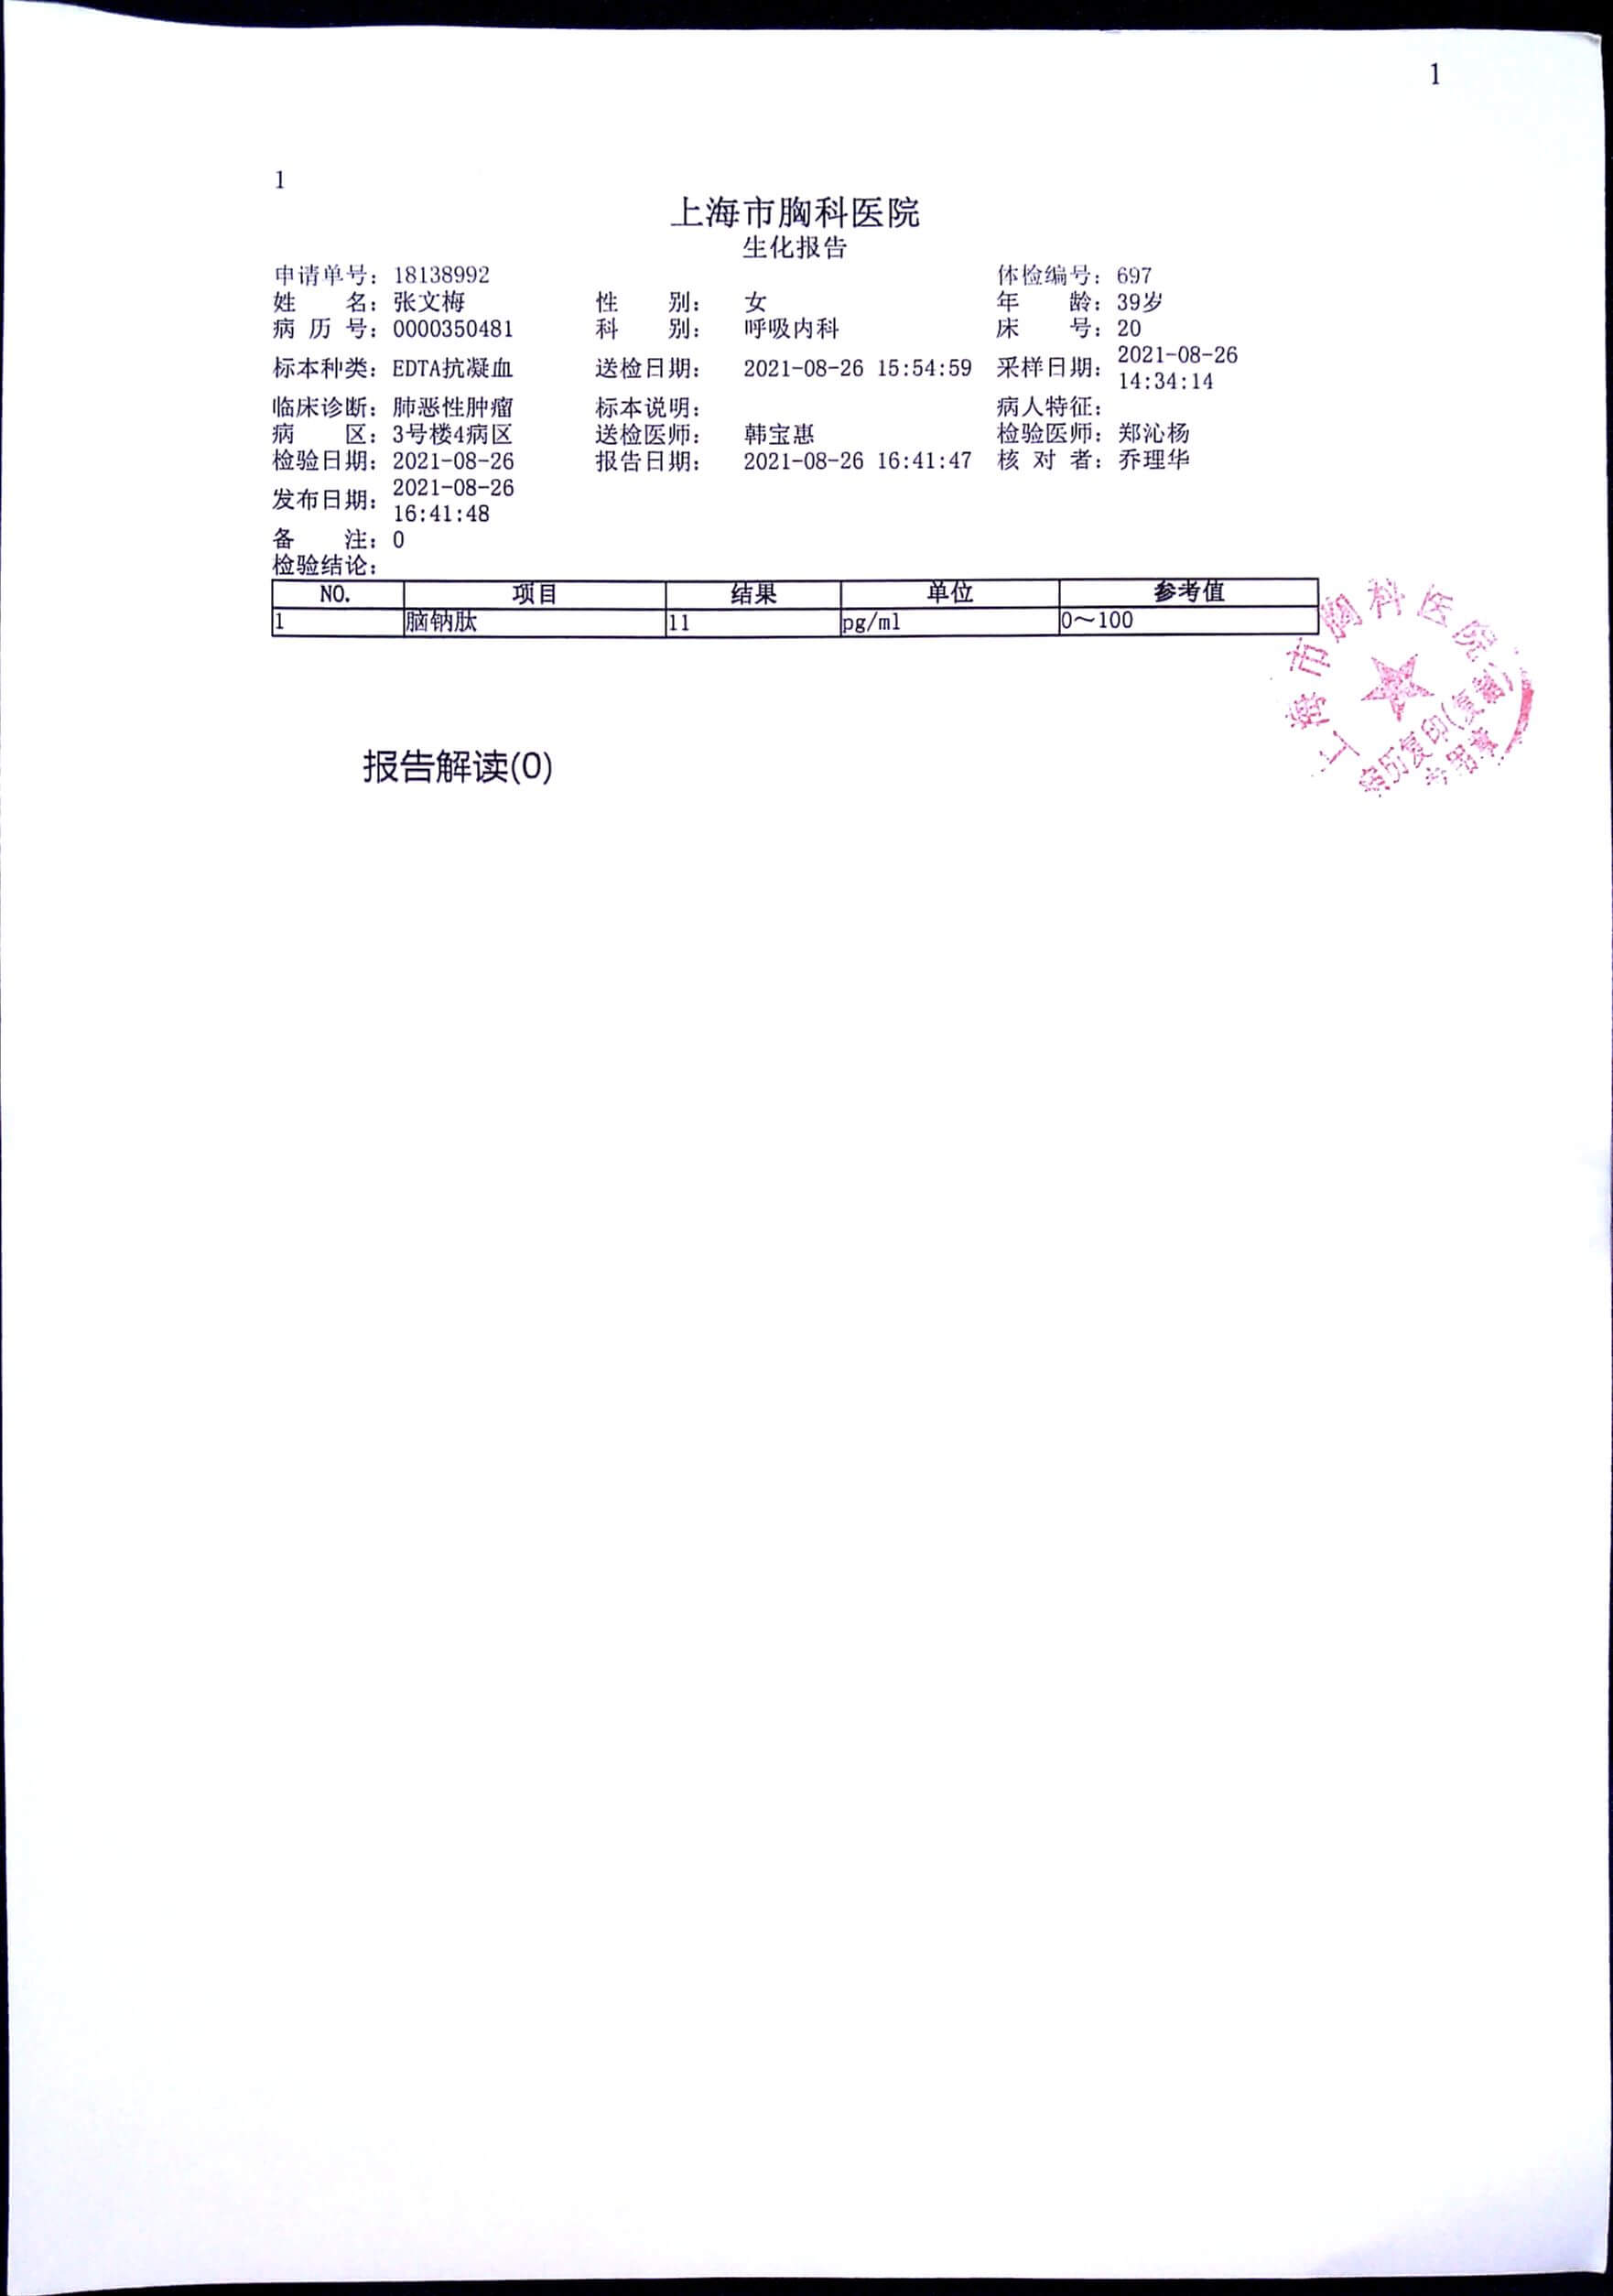 1
1
上海市胸科医院
生化报告
申请单号: 18138992 体检编号: 697
姓 名: 张文梅 性 别: 女 年 龄: 39岁
病 历 号: 0000350481 科 别: 呼吸内科 床 号: 20
标本种类: EDTA抗凝血 送检日期: 2021-08-26 15:54:59 采样日期: 2021-08-26
14:34:14
临床诊断: 肺恶性肿瘤 标本说明: 病人特征:
病 区: 3号楼4病区 送检医师: 韩宝惠 检验医师: 郑沁杨
检验日期: 2021-08-26 报告日期: 2021-08-26 16:41:47 核 对 者: 乔理华
发布日期: 2021-08-26
16:41:48
备 注: 0
检验结论:
NO. 项目 结果 单位 参考值
1 脑钠肽 11 pg/ml 0~100
上海市胸科医院
病历复印(复制)
专用章
报告解读(0)